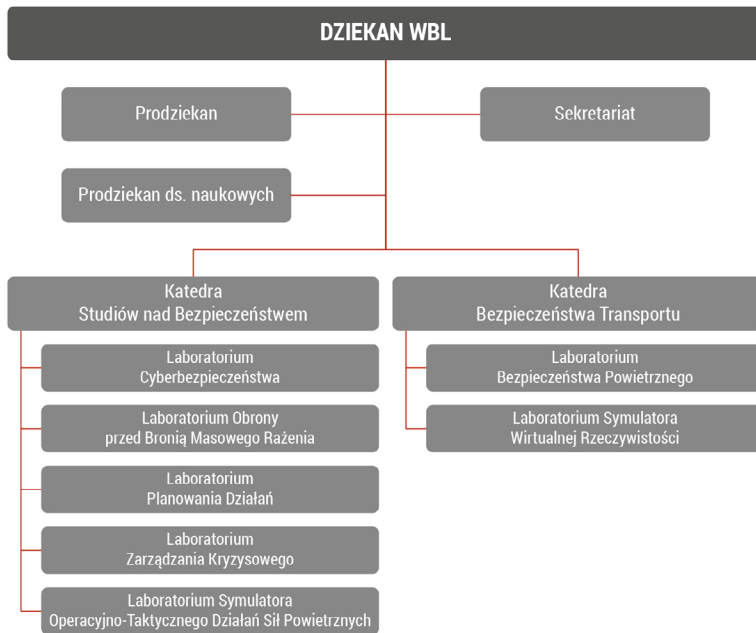 DZIEKAN WBL
Prodziekan
Sekretariat
Prodziekan ds. naukowych
Katedra
Studiów nad Bezpieczeństwem
Laboratorium
Cyberbezpieczeństwa
Laboratorium Obrony
przed Bronią Masowego Rażenia
Laboratorium
Planowania Działań
Laboratorium
Zarządzania Kryzysowego
Laboratorium Symulatora
Operacyjno-Taktycznego Działań Sił Powietrznych
Katedra
Bezpieczeństwa Transportu
Laboratorium
Bezpieczeństwa Powietrznego
Laboratorium Symulatora
Wirtualnej Rzeczywistości